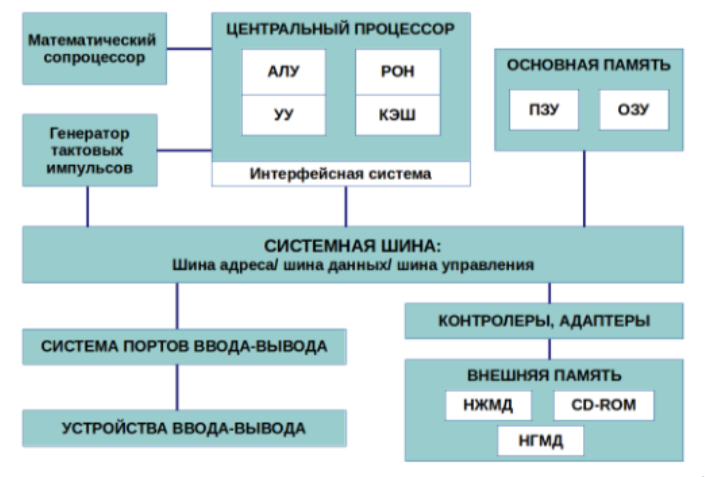 Математический
сопроцессор
ЦЕНТРАЛЬНЫЙ ПРОЦЕССОР
АЛУ
РОН
УУ
КЭШ
Интерфейсная система
ОСНОВНАЯ ПАМЯТЬ
ПЗУ
ОЗУ
Генератор
тактовых
импульсов
СИСТЕМНАЯ ШИНА:
Шина адреса/ шина данных/ шина управления
СИСТЕМА ПОРТОВ ВВОДА-ВЫВОДА
УСТРОЙСТВА ВВОДА-ВЫВОДА
КОНТРОЛЕРЫ, АДАПТЕРЫ
ВНЕШНЯЯ ПАМЯТЬ
НЖМД
CD-ROM
НГМД